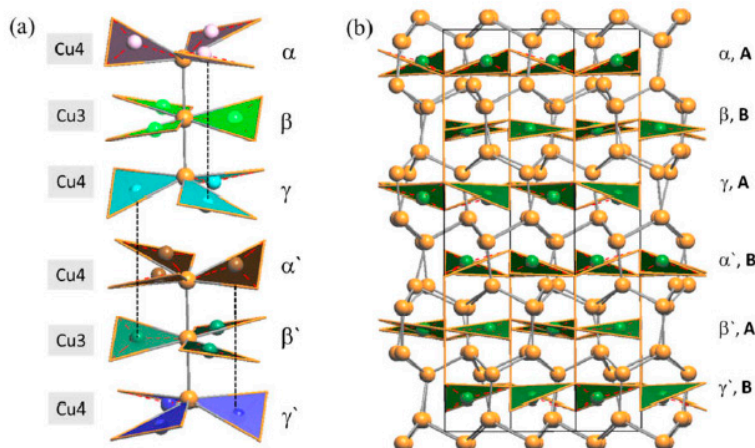 (a)
Cu4
α
Cu3
β
Cu4
γ
Cu4
α`
Cu3
β`
Cu4
γ`
(b)
α, A
β, B
γ, A
α`, B
β`, A
γ`, B